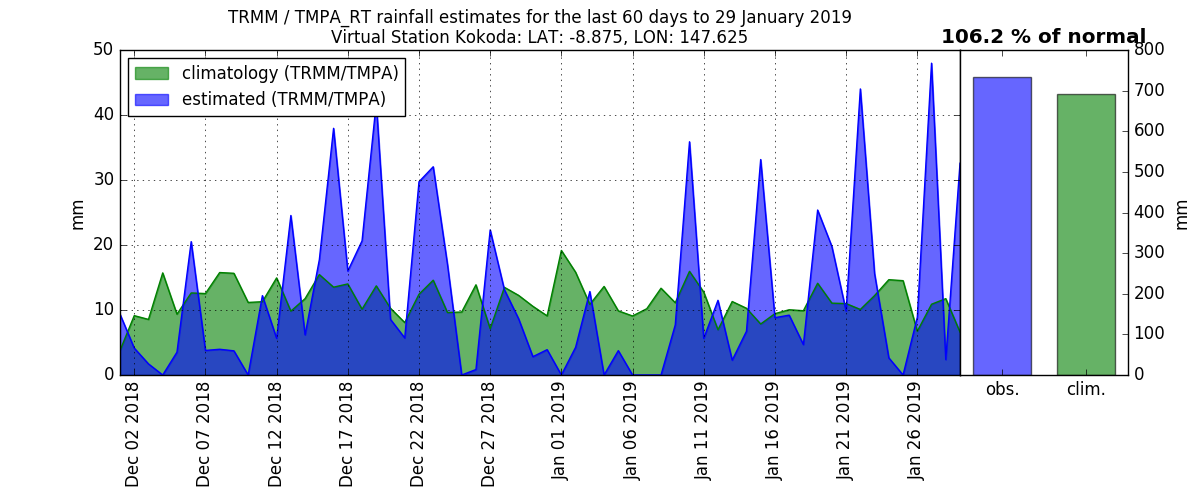 TRMM / TMPA_RT rainfall estimates for the last 60 days to 29 January 2019
Virtual Station Kokoda: LAT: -8.875, LON: 147.625
106.2 % of normal
climatology (TRMM/TMPA)
estimated (TRMM/TMPA)
50
40
30
20
10
0
mm
Dec 02 2018
Dec 07 2018
Dec 12 2018
Dec 17 2018
Dec 22 2018
Dec 27 2018
Jan 01 2019
Jan 06 2019
Jan 11 2019
Jan 16 2019
Jan 21 2019
Jan 26 2019
obs.
clim.
800
700
600
500
400
300
200
100
0
mm